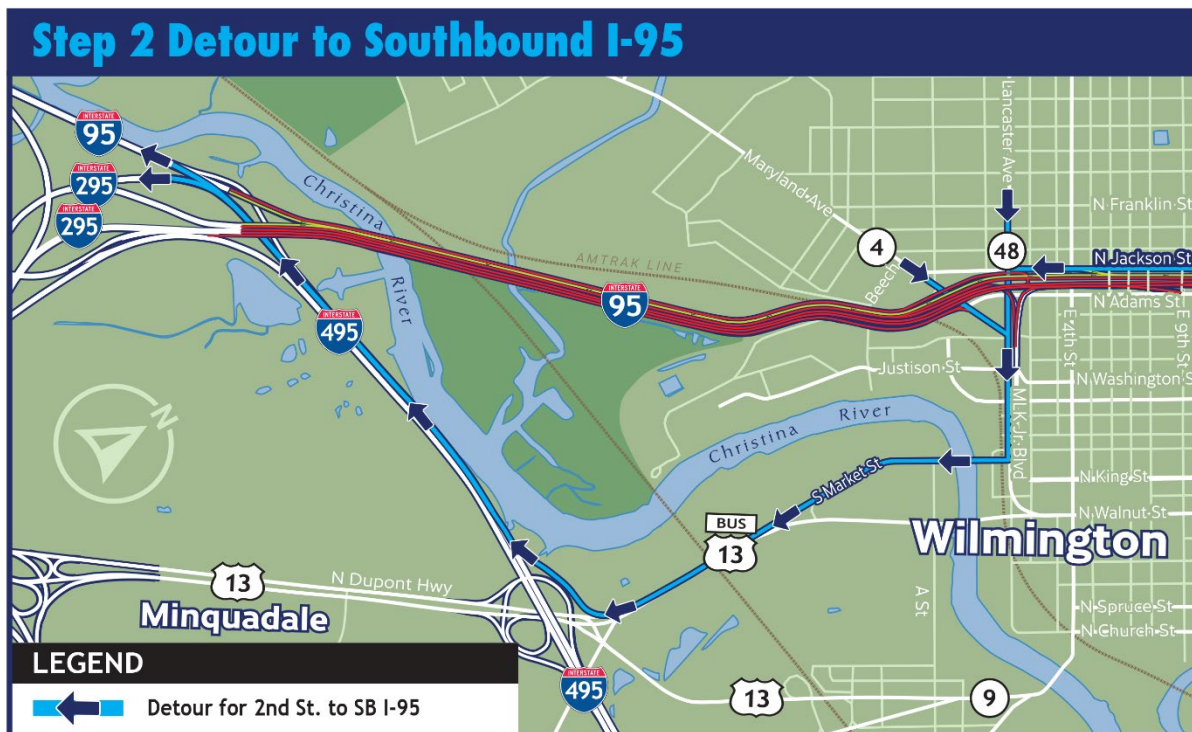 Step 2 Detour to Southbound I-95
INTERSTATE
95
INTERSTATE
295
INTERSTATE
295
Christina
River
AMTRAK LINE
Maryland Ave
4
Beech
Lancaster Ave
48
N Franklin St
N Jackson St
N Adams St
E 4th St
E 9th St
INTERSTATE
95
INTERSTATE
495
Justison St
N Washington S
MLK Jr Blvd
Christina River
S Market St
N King St
N Walnut St
BUS
13
Wilmington
13
N Dupont Hwy
Minquadale
A St
N Spruce St
N Church St
INTERSTATE
495
13
9
N
LEGEND
Detour for 2nd St. to SB I-95